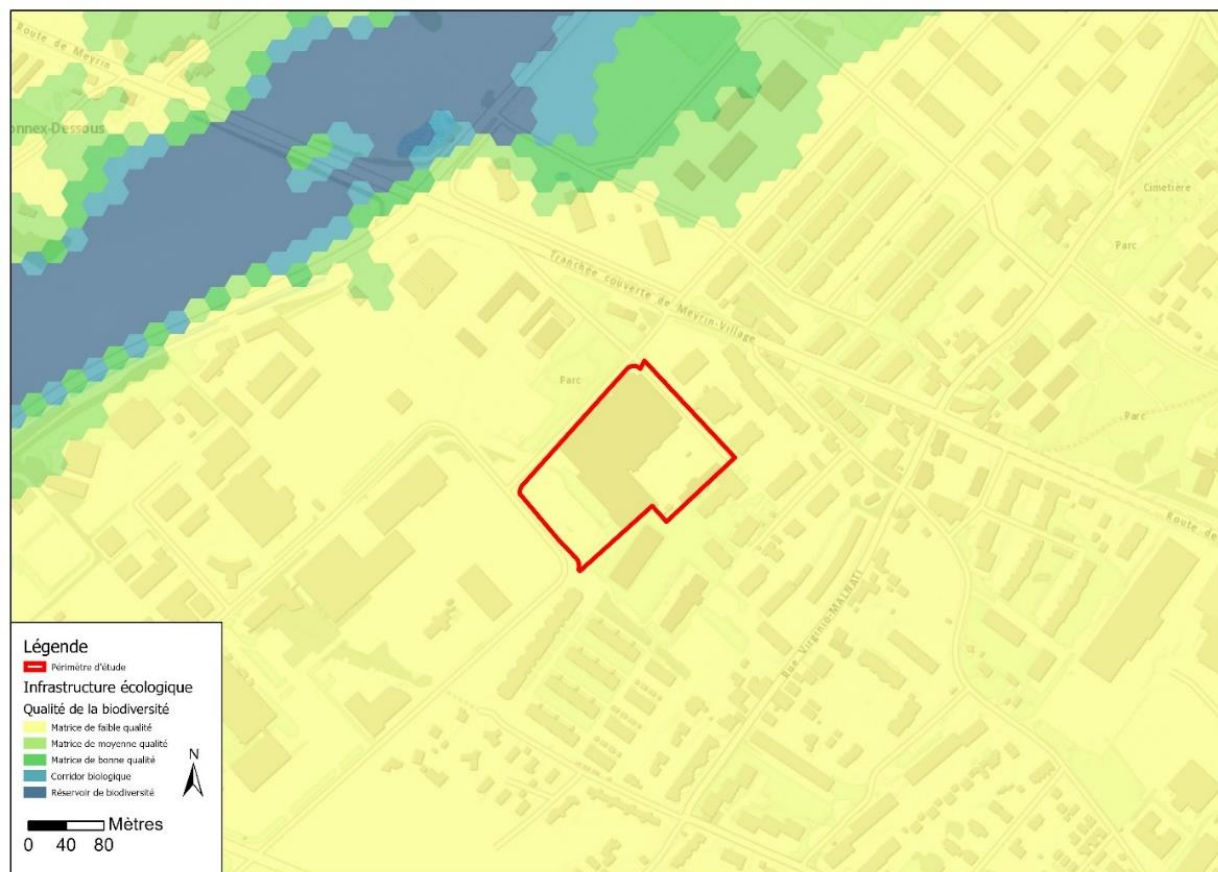 Route de Meyrin
onnex-Dessous
Cimetière
Parc
Tranchée couverte de Meyrin-Village
Parc
Parc
Route de
Rue Virginio-MALNATI
Légende
Périmètre d'étude
Infrastructure écologique
Qualité de la biodiversité
Matrice de faible qualité
Matrice de moyenne qualité
Matrice de bonne qualité
Corridor biologique
Réservoir de biodiversité
N
Mètres
0 40 80